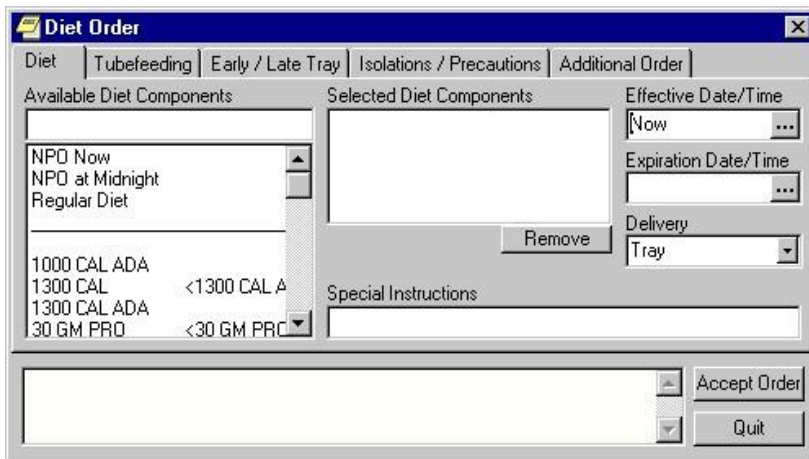 Diet Order
Diet Tubefeeding Early / Late Tray Isolations / Precautions Additional Order
Available Diet Components
NPO Now
NPO at Midnight
Regular Diet
1000 CAL ADA
1300 CAL <1300 CAL A
1300 CAL ADA
30 GM PRO <30 GM PRO
Selected Diet Components
Remove
Special Instructions
Effective Date/Time
Now
...
Expiration Date/Time
...
Delivery
Tray
Accept Order
Quit